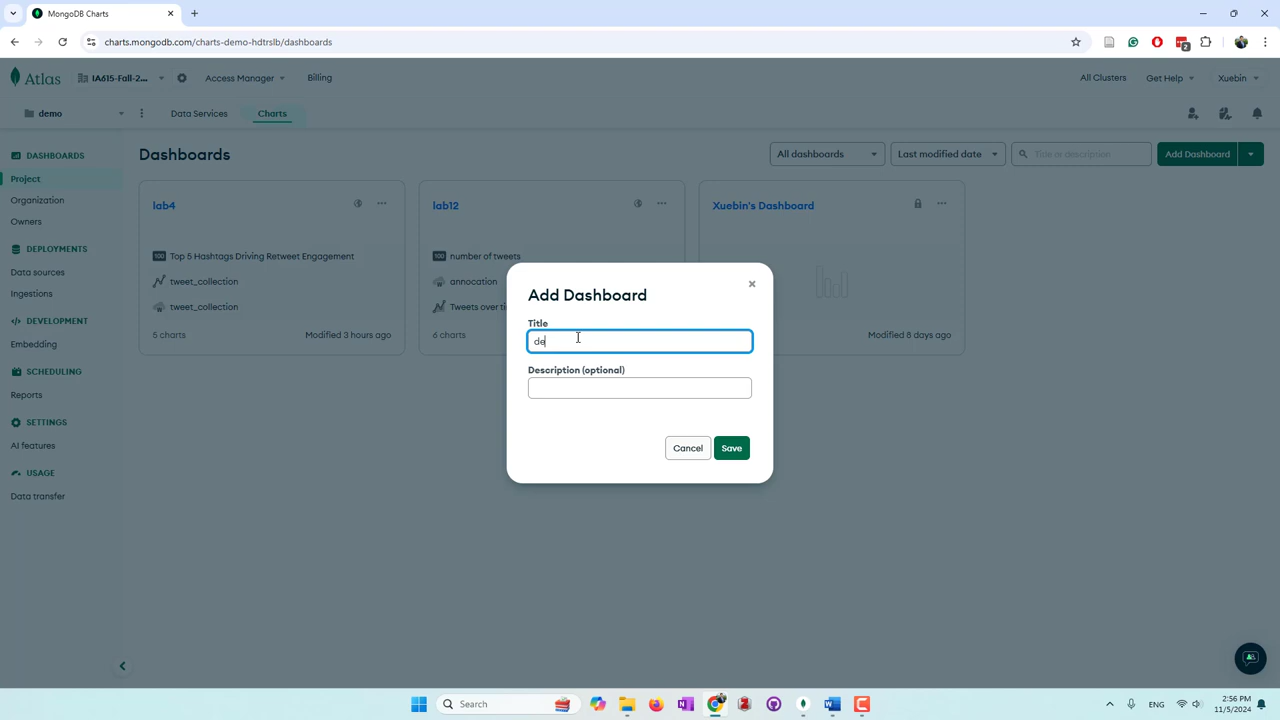 MongoDB Charts
charts.mongodb.com/charts-demo-hdtrslb/dashboards
2
Atlas
IA615-Fall-2...
Access Manager
Billing
All Clusters
Get Help
Xuebin
demo
Data Services
Charts
DASHBOARDS
Project
Organization
Owners
DEPLOYMENTS
Data sources
Ingestions
DEVELOPMENT
Embedding
SCHEDULING
Reports
SETTINGS
AI features
USAGE
Data transfer
Dashboards
All dashboards
Last modified date
Title or description
Add Dashboard
lab4
100 Top 5 Hashtags Driving Retweet Engagement
tweet_collection
tweet_collection
5 charts
Modified 3 hours ago
lab12
100 number of tweets
annocation
Tweets over ti
6 charts
Xuebin's Dashboard
Modified 8 days ago
Add Dashboard
Title
de
Description (optional)
Cancel
Save
Search
ENG
2:56 PM
11/5/2024